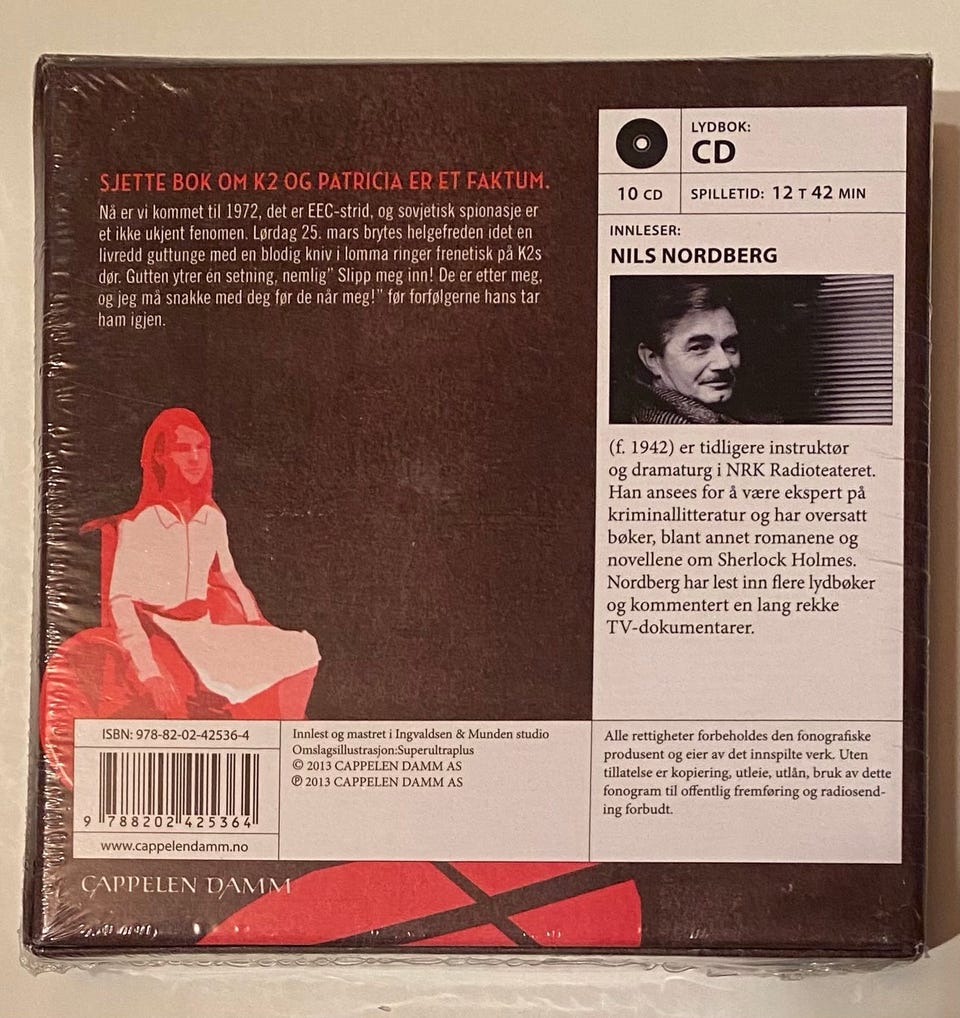 SJETTE BOK OM K2 OG PATRICIA ER ET FAKTUM.
Nå er vi kommet til 1972, det er EEC-strid, og sovjetisk spionasje er
et ikke ukjent fenomen. Lørdag 25. mars brytes helgefreden idet en
livredd guttunge med en blodig kniv i lomma ringer frenetisk på K2s
dør. Gutten ytrer én setning, nemlig” Slipp meg inn! De er etter meg,
og jeg må snakke med deg før de når meg!” før forfølgerne hans tar
ham igjen.
LYDBOK:
CD
10 CD
SPILLETID: 12 T 42 MIN
INNLESER:
NILS NORDBERG
(f. 1942) er tidligere instruktør
og dramaturg i NRK Radioteateret.
Han ansees for å være ekspert på
kriminallitteratur og har oversatt
bøker, blant annet romanene og
novellene om Sherlock Holmes.
Nordberg har lest inn flere lydbøker
og kommentert en lang rekke
TV-dokumentarer.
ISBN: 978-82-02-42536-4
9 788202 425364
www.cappelendamm.no
Innlest og mastret i Ingvaldsen & Munden studio
Omslagsillustrasjon:Superultraplus
© 2013 CAPPELEN DAMM AS
℗ 2013 CAPPELEN DAMM AS
Alle rettigheter forbeholdes den fonografiske
produsent og eier av det innspilte verk. Uten
tillatelse er kopiering, utleie, utlån, bruk av dette
fonogram til offentlig fremføring og radiosend-
ing forbudt.
CAPPELEN DAMM